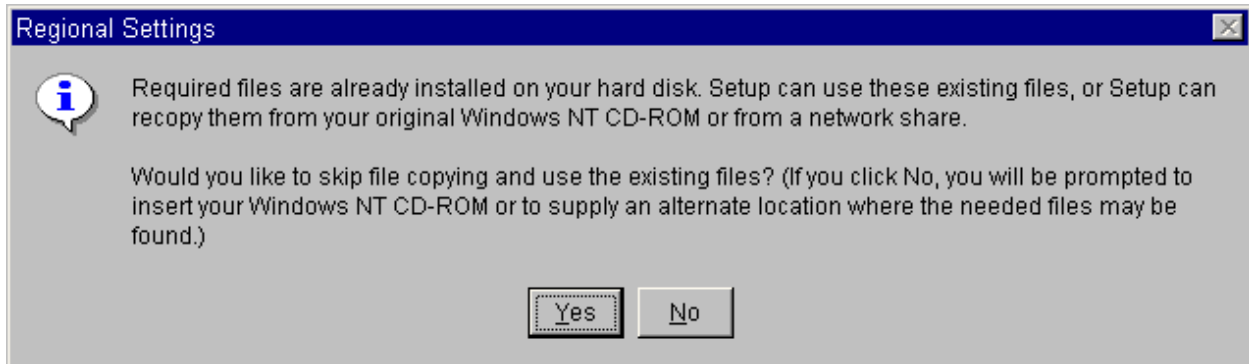 Regional Settings
Required files are already installed on your hard disk. Setup can use these existing files, or Setup can
recopy them from your original Windows NT CD-ROM or from a network share.
Would you like to skip file copying and use the existing files? (If you click No, you will be prompted to
insert your Windows NT CD-ROM or to supply an alternate location where the needed files may be
found.)
Yes No